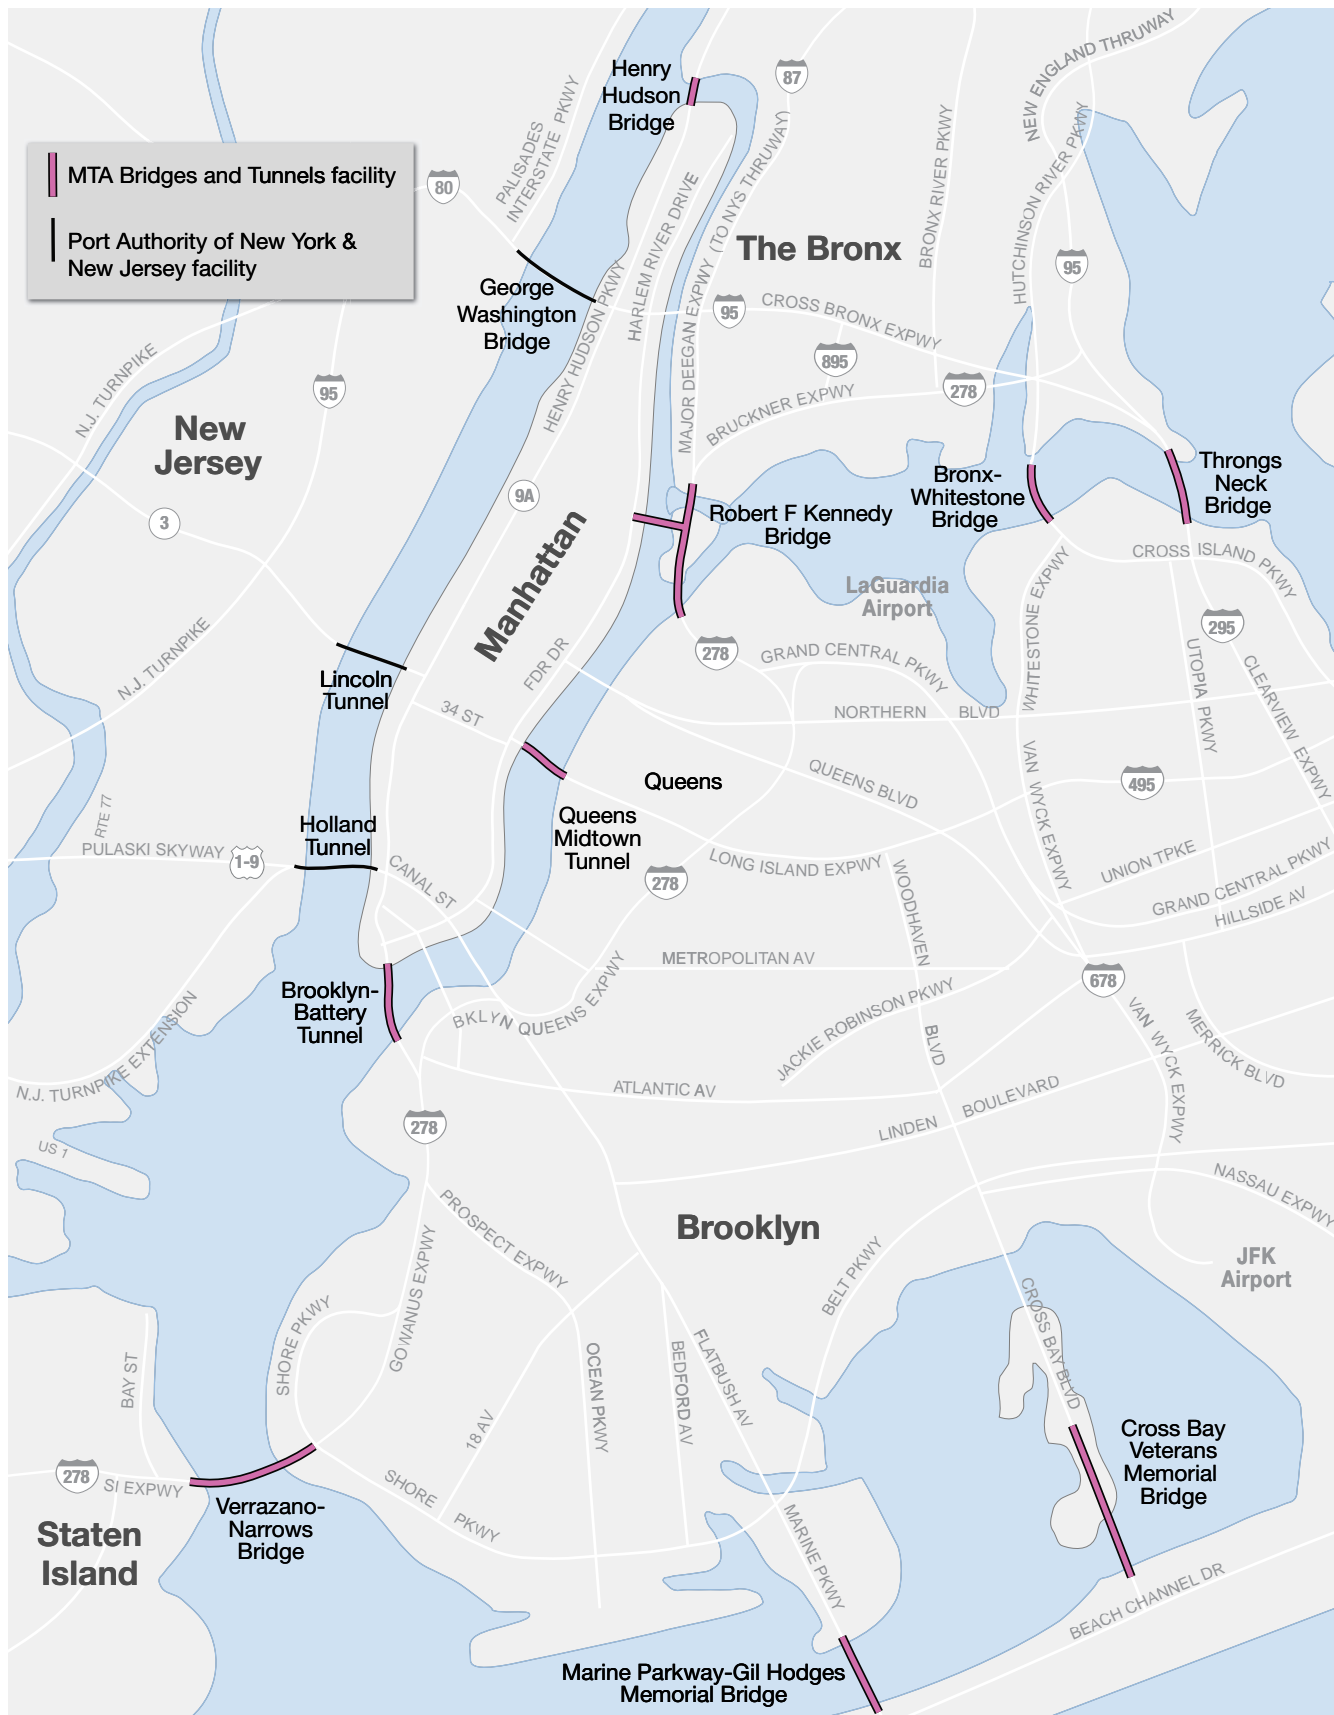 Henry
Hudson
Bridge
87
NEW ENGLAND THRUWAY
PALISADES
INTERSTATE PKWY
MTA Bridges and Tunnels facility
Port Authority of New York &
New Jersey facility
80
MAJOR DEEGAN EXPWY (TO NYS THRUWAY)
BRONX RIVER PKWY
HUTCHINSON RIVER PKWY
HARLEM RIVER DRIVE
The Bronx
95
George
Washington
Bridge
HENRY HUDSON PKWY
95
CROSS BRONX EXPWY
895
278
BRUCKNER EXPWY
N.J. TURNPIKE
95
New
Jersey
9A
3
Manhattan
Robert F Kennedy
Bridge
Bronx-
Whitestone
Bridge
Throngs
Neck
Bridge
CROSS ISLAND PKWY
LaGuardia
Airport
WHITESTONE EXPWY
295
N.J. TURNPIKE
Lincoln
Tunnel
FDR DR
278
GRAND CENTRAL PKWY
UTOPIA PKWY
CLEARVIEW EXPWY
34 ST
NORTHERN BLVD
Queens
QUEENS BLVD
VAN WYCK EXPWY
495
RTE 77
PULASKI SKYWAY
1-9
Holland
Tunnel
CANAL ST
Queens
Midtown
Tunnel
278
LONG ISLAND EXPWY
WOODHAVEN
BLVD
UNION TPKE
GRAND CENTRAL PKWY
HILLSIDE AV
METROPOLITAN AV
678
Brooklyn-
Battery
Tunnel
BKLYN QUEENS EXPWY
JACKIE ROBINSON PKWY
VAN WYCK EXPWY
MERRICK BLVD
N.J. TURNPIKE EXTENSION
ATLANTIC AV
LINDEN BOULEVARD
278
US 1
NASSAU EXPWY
PROSPECT EXPWY
Brooklyn
JFK
Airport
GOWANUS EXPWY
BELT PKWY
SHORE PKWY
CROSS BAY BLVD
BAY ST
OCEAN PKWY
BEDFORD AV
FLATBUSH AV
18 AV
Cross Bay
Veterans
Memorial
Bridge
278
SI EXPWY
SHORE PKWY
Verrazano-
Narrows
Bridge
Staten
Island
MARINE PKWY
BEACH CHANNEL DR
Marine Parkway-Gil Hodges
Memorial Bridge